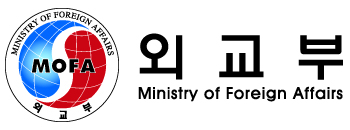 MINISTRY OF FOREIGN AFFAIRS
MOFA
외교부
외교부
Ministry of Foreign Affairs